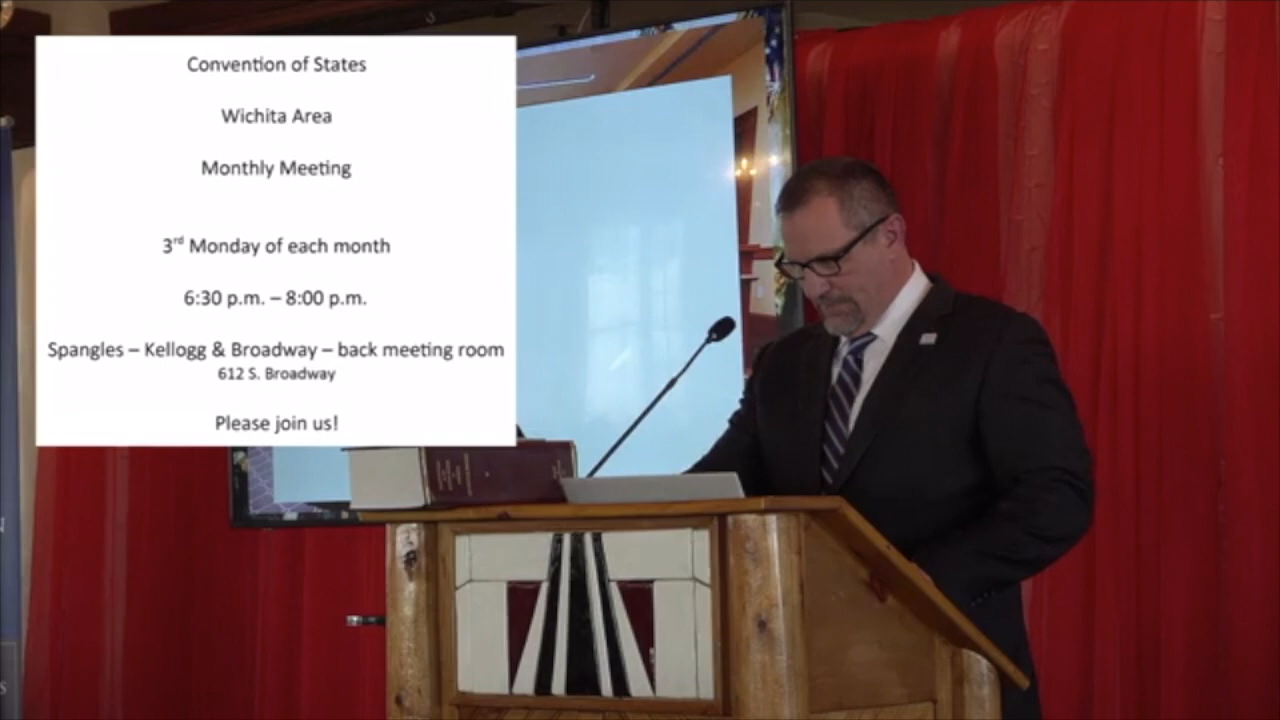 Convention of States
Wichita Area
Monthly Meeting
3rd Monday of each month
6:30 p.m. – 8:00 p.m.
Spangles – Kellogg & Broadway – back meeting room
612 S. Broadway
Please join us!